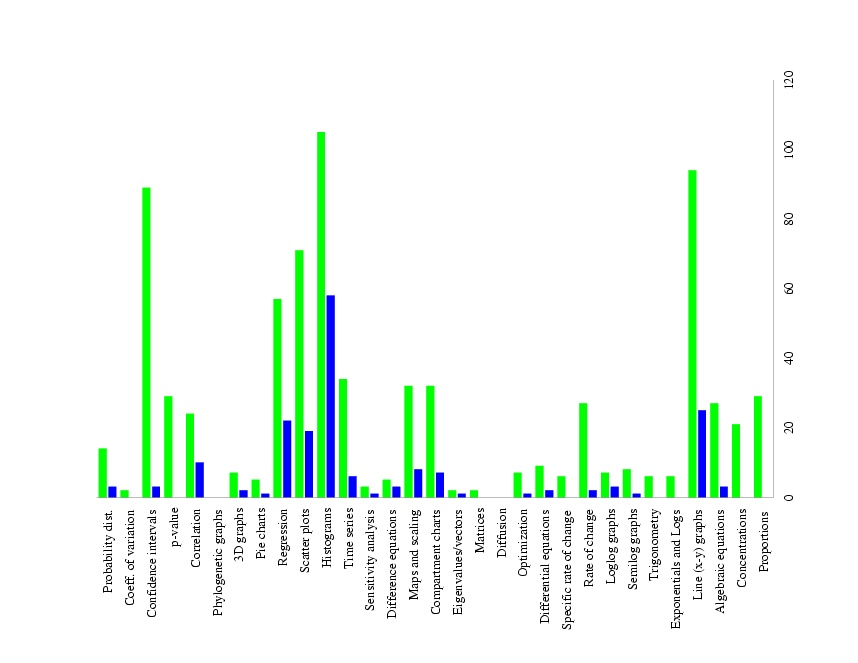 120
100
80
60
40
20
0
Probability dist.
Coeff. of variation
Confidence intervals
p-value
Correlation
Phylogenetic graphs
3D graphs
Pie charts
Regression
Scatter plots
Histograms
Time series
Sensitivity analysis
Difference equations
Maps and scaling
Compartment charts
Eigenvalues/vectors
Matrices
Diffusion
Optimization
Differential equations
Specific rate of change
Rate of change
Loglog graphs
Semilog graphs
Trigonometry
Exponentials and Logs
Line (x-y) graphs
Algebraic equations
Concentrations
Proportions